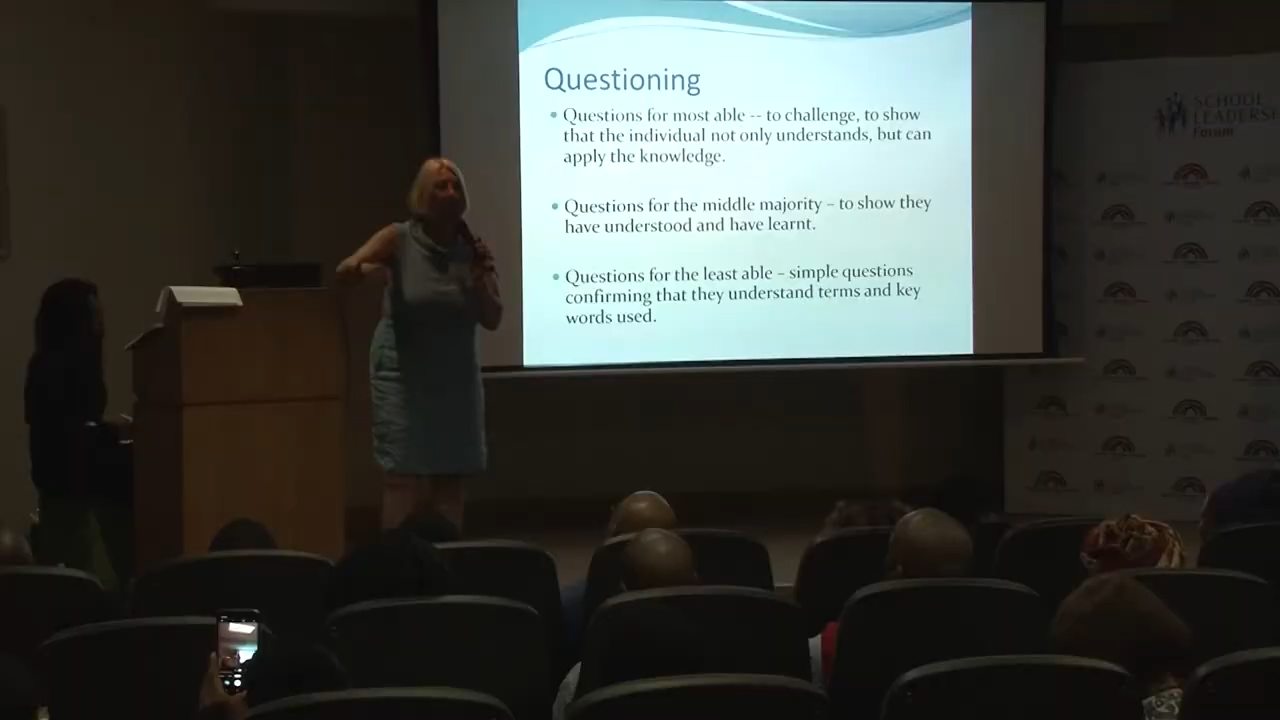 Questioning
• Questions for most able -- to challenge, to show
that the individual not only understands, but can
apply the knowledge.
• Questions for the middle majority – to show they
have understood and have learnt.
• Questions for the least able – simple questions
confirming that they understand terms and key
words used.
SCHOOL
LEADERSH
Forum